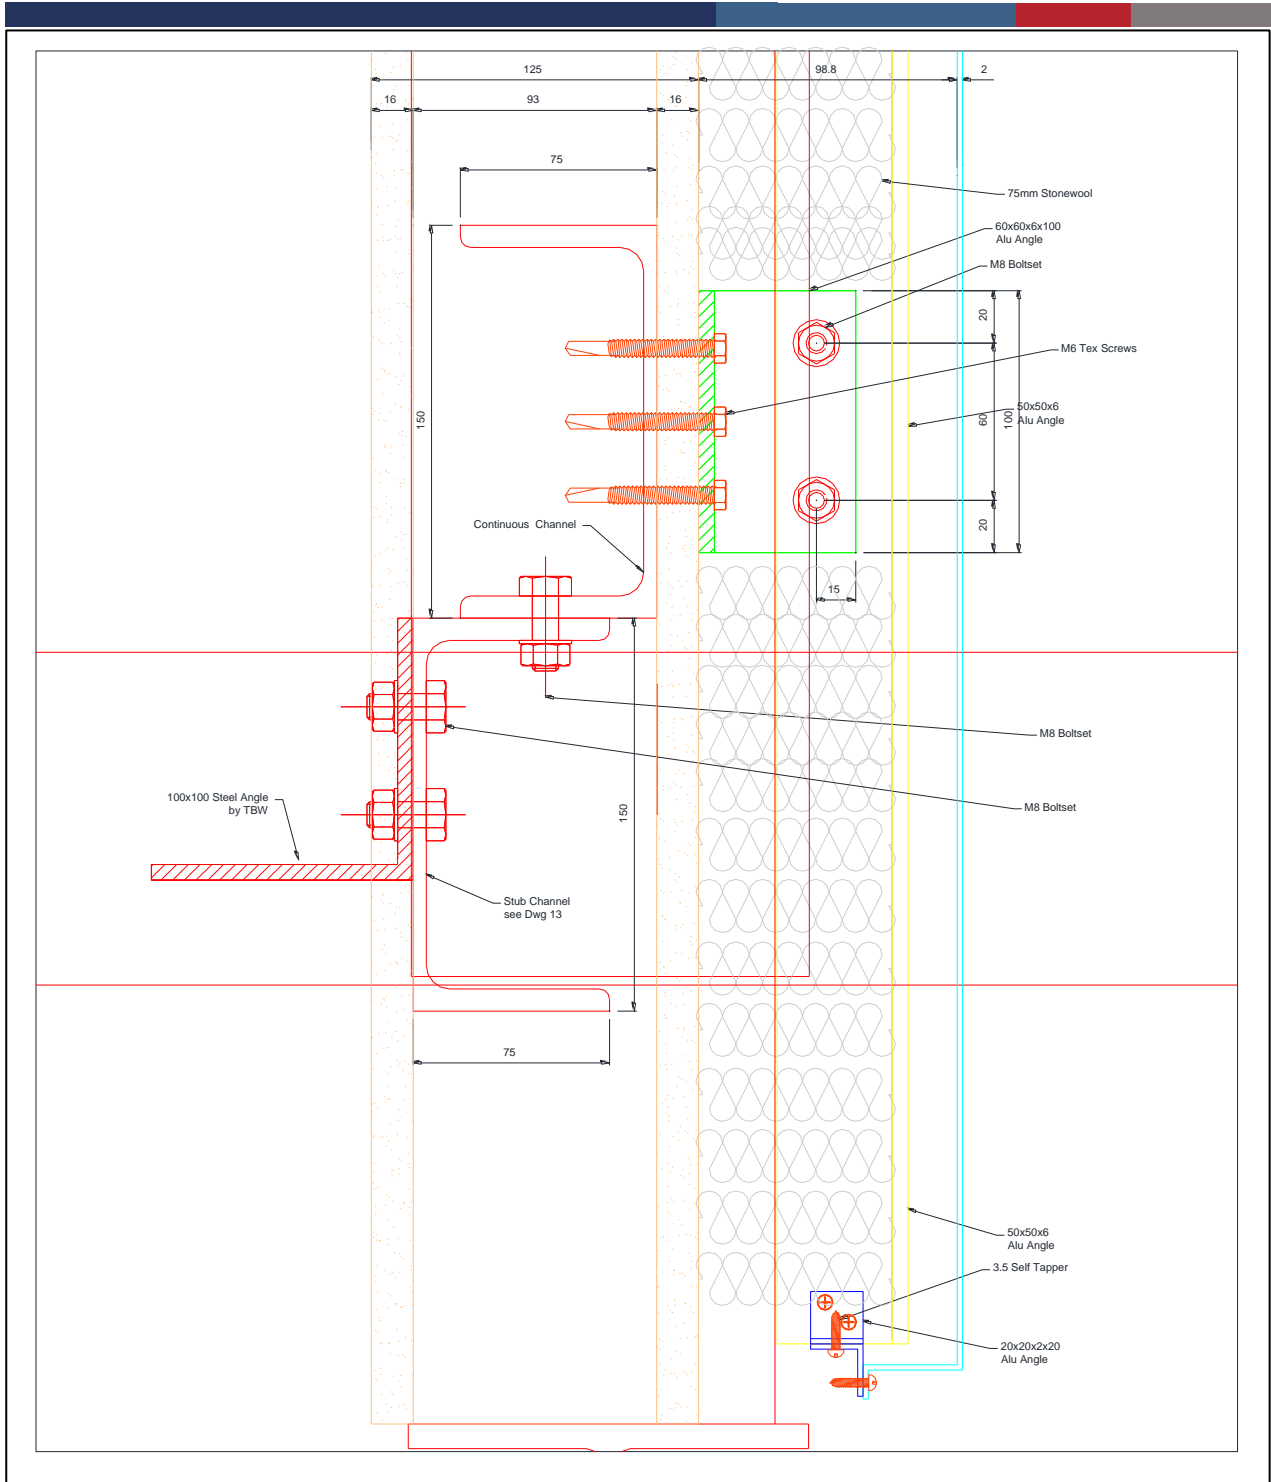 125
98.8
2
16
93
16
75
75mm Stonewool
60x60x6x100
Alu Angle
M8 Boltset
20
M6 Tex Screws
150
50x50x6
Alu Angle
60
100
Continuous Channel
20
15
M8 Boltset
100x100 Steel Angle
by TBW
150
M8 Boltset
Stub Channel
see Dwg 13
75
50x50x6
Alu Angle
3.5 Self Tapper
20x20x2x20
Alu Angle